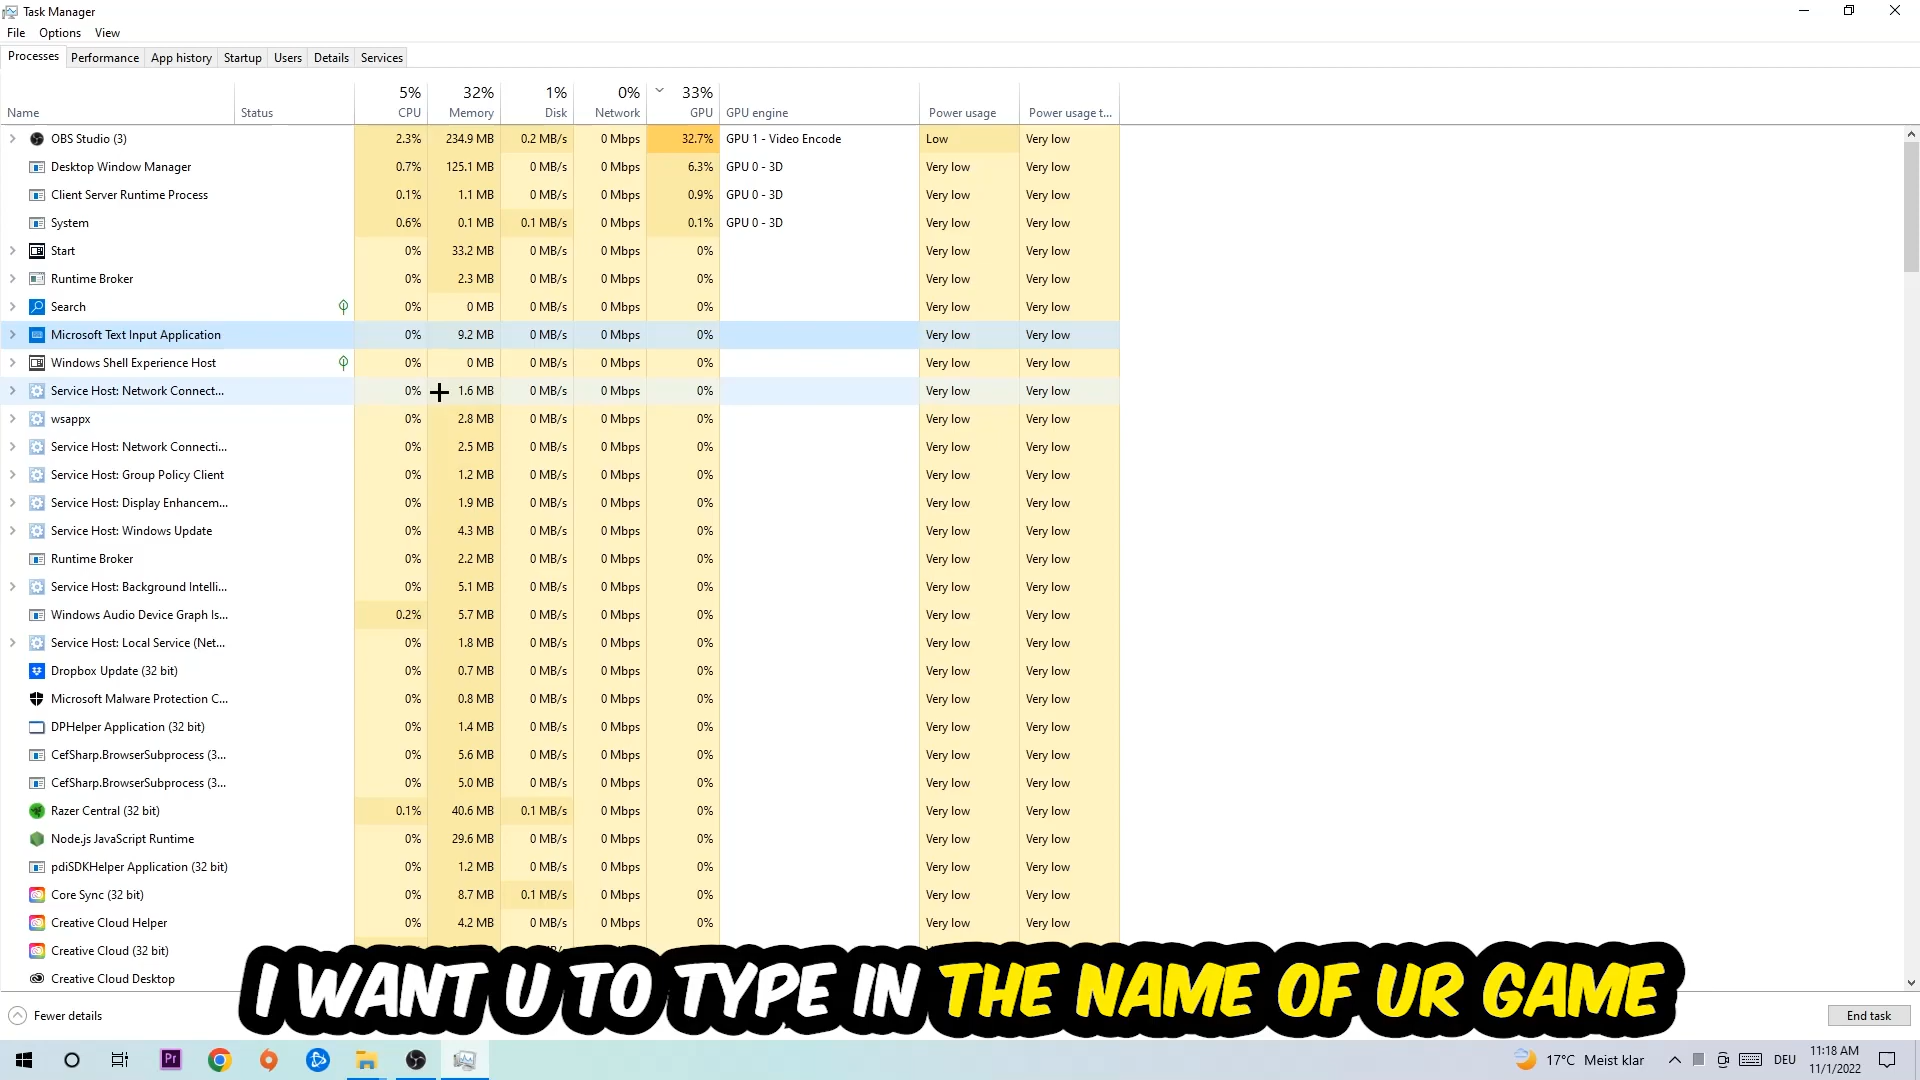 Task Manager
File Options View
Processes Performance App history Startup Users Details Services
5% 32% 1% 0% 33%
Name Status CPU Memory Disk Network GPU GPU engine Power usage Power usage t...
OBS Studio (3) 2.3% 234.9 MB 0.2 MB/s 0 Mbps 32.7% GPU 1 - Video Encode Low Very low
Desktop Window Manager 0.7% 125.1 MB 0 MB/s 0 Mbps 6.3% GPU 0 - 3D Very low Very low
Client Server Runtime Process 0.1% 1.1 MB 0 MB/s 0 Mbps 0.9% GPU 0 - 3D Very low Very low
System 0.6% 0.1 MB 0.1 MB/s 0 Mbps 0.1% GPU 0 - 3D Very low Very low
Start 0% 33.2 MB 0 MB/s 0 Mbps 0% Very low Very low
Runtime Broker 0% 2.3 MB 0 MB/s 0 Mbps 0% Very low Very low
Search 0% 0 MB 0 MB/s 0 Mbps 0% Very low Very low
Microsoft Text Input Application 0% 9.2 MB 0 MB/s 0 Mbps 0% Very low Very low
Windows Shell Experience Host 0% 0 MB 0 MB/s 0 Mbps 0% Very low Very low
Service Host: Network Connect... 0% 1.6 MB 0 MB/s 0 Mbps 0% Very low Very low
wsappx 0% 2.8 MB 0 MB/s 0 Mbps 0% Very low Very low
Service Host: Network Connecti... 0% 2.5 MB 0 MB/s 0 Mbps 0% Very low Very low
Service Host: Group Policy Client 0% 1.2 MB 0 MB/s 0 Mbps 0% Very low Very low
Service Host: Display Enhancem... 0% 1.9 MB 0 MB/s 0 Mbps 0% Very low Very low
Service Host: Windows Update 0% 4.3 MB 0 MB/s 0 Mbps 0% Very low Very low
Runtime Broker 0% 2.2 MB 0 MB/s 0 Mbps 0% Very low Very low
Service Host: Background Intelli... 0% 5.1 MB 0 MB/s 0 Mbps 0% Very low Very low
Windows Audio Device Graph Is... 0.2% 5.7 MB 0 MB/s 0 Mbps 0% Very low Very low
Service Host: Local Service (Net... 0% 1.8 MB 0 MB/s 0 Mbps 0% Very low Very low
Dropbox Update (32 bit) 0% 0.7 MB 0 MB/s 0 Mbps 0% Very low Very low
Microsoft Malware Protection C... 0% 0.8 MB 0 MB/s 0 Mbps 0% Very low Very low
DPHelper Application (32 bit) 0% 1.4 MB 0 MB/s 0 Mbps 0% Very low Very low
CefSharp.BrowserSubprocess (3... 0% 5.6 MB 0 MB/s 0 Mbps 0% Very low Very low
CefSharp.BrowserSubprocess (3... 0% 5.0 MB 0 MB/s 0 Mbps 0% Very low Very low
Razer Central (32 bit) 0.1% 40.6 MB 0.1 MB/s 0 Mbps 0% Very low Very low
Node.js JavaScript Runtime 0% 29.6 MB 0 MB/s 0 Mbps 0% Very low Very low
pdiSDKHelper Application (32 bit) 0% 1.2 MB 0 MB/s 0 Mbps 0% Very low Very low
Core Sync (32 bit) 0% 8.7 MB 0.1 MB/s 0 Mbps 0% Very low Very low
Creative Cloud Helper 0% 4.2 MB 0 MB/s 0 Mbps 0% Very low Very low
Creative Cloud (32 bit)
Creative Cloud Desktop
I WANT U TO TYPE IN THE NAME OF UR GAME
Fewer details End task
Pr 17°C Meist klar DEU 11:18 AM
11/1/2022